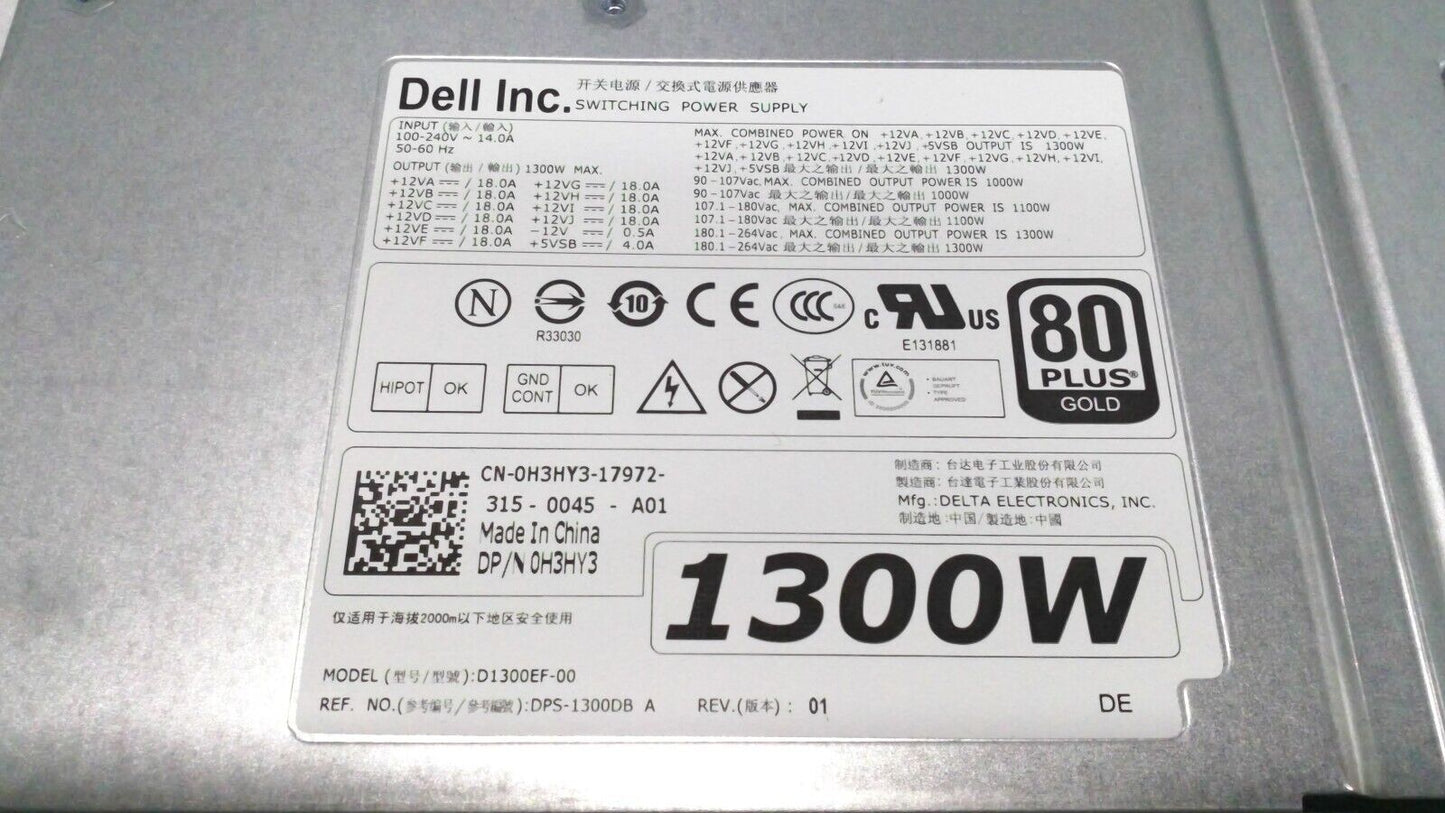 Dell Inc. 开关电源 / 交換式電源供應器
SWITCHING POWER SUPPLY
INPUT (输入/輸入)
100-240V ~ 14.0A
50-60 Hz
OUTPUT (输出 / 輸出) 1300W MAX.
+12VA ⎓ / 18.0A +12VG ⎓ / 18.0A
+12VB ⎓ / 18.0A +12VH ⎓ / 18.0A
+12VC ⎓ / 18.0A +12VI ⎓ / 18.0A
+12VD ⎓ / 18.0A +12VJ ⎓ / 18.0A
+12VE ⎓ / 18.0A -12V ⎓ / 0.5A
+12VF ⎓ / 18.0A +5VSB ⎓ / 4.0A
MAX. COMBINED POWER ON +12VA,+12VB,+12VC,+12VD,+12VE,
+12VF,+12VG,+12VH,+12VI,+12VJ,+5VSB OUTPUT IS 1300W
+12VA,+12VB,+12VC,+12VD,+12VE,+12VF,+12VG,+12VH,+12VI,
+12VJ,+5VSB 最大之输出/最大之輸出 1300W
90-107Vac, MAX. COMBINED OUTPUT POWER IS 1000W
90-107Vac 最大之输出/最大之輸出 1000W
107.1-180Vac, MAX. COMBINED OUTPUT POWER IS 1100W
107.1-180Vac 最大之输出/最大之輸出 1100W
180.1-264Vac, MAX. COMBINED OUTPUT POWER IS 1300W
180.1-264Vac 最大之输出/最大之輸出 1300W
N
R33030
10
CE
CCC
S&E
c RU US
E131881
80
PLUS®
GOLD
HIPOT OK
GND CONT OK
www.tuv.com
• BAUART
GEPRUFT
• TYPE
APPROVED
CN-0H3HY3-17972-
315 - 0045 - A01
Made In China
DP/N 0H3HY3
制造商: 台达电子工业股份有限公司
製造商: 台達電子工業股份有限公司
Mfg.:DELTA ELECTRONICS, INC.
制造地:中国/製造地:中國
1300W
仅适用于海拔2000m以下地区安全使用
MODEL (型号/型號):D1300EF-00
REF. NO.(参考编号/參考編號):DPS-1300DB A REV.(版本): 01 DE